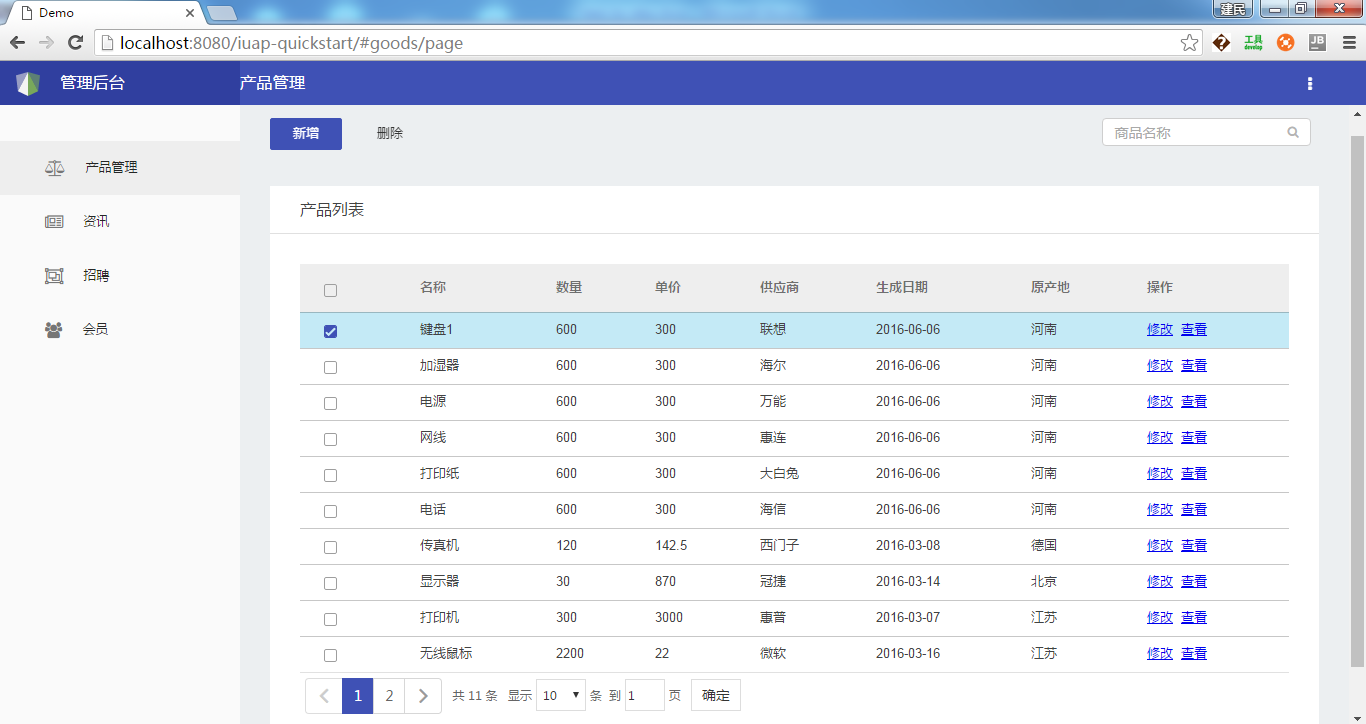 Demo
建民
localhost:8080/iuap-quickstart/#goods/page
工具
develop
JB
管理后台
产品管理
产品管理
资讯
招聘
会员
新增 删除 商品名称
产品列表
名称 数量 单价 供应商 生成日期 原产地 操作
键盘1 600 300 联想 2016-06-06 河南 修改 查看
加湿器 600 300 海尔 2016-06-06 河南 修改 查看
电源 600 300 万能 2016-06-06 河南 修改 查看
网线 600 300 惠连 2016-06-06 河南 修改 查看
打印纸 600 300 大白兔 2016-06-06 河南 修改 查看
电话 600 300 海信 2016-06-06 河南 修改 查看
传真机 120 142.5 西门子 2016-03-08 德国 修改 查看
显示器 30 870 冠捷 2016-03-14 北京 修改 查看
打印机 300 3000 惠普 2016-03-07 江苏 修改 查看
无线鼠标 2200 22 微软 2016-03-16 江苏 修改 查看
1 2 共 11 条 显示 10 条 到 1 页 确定